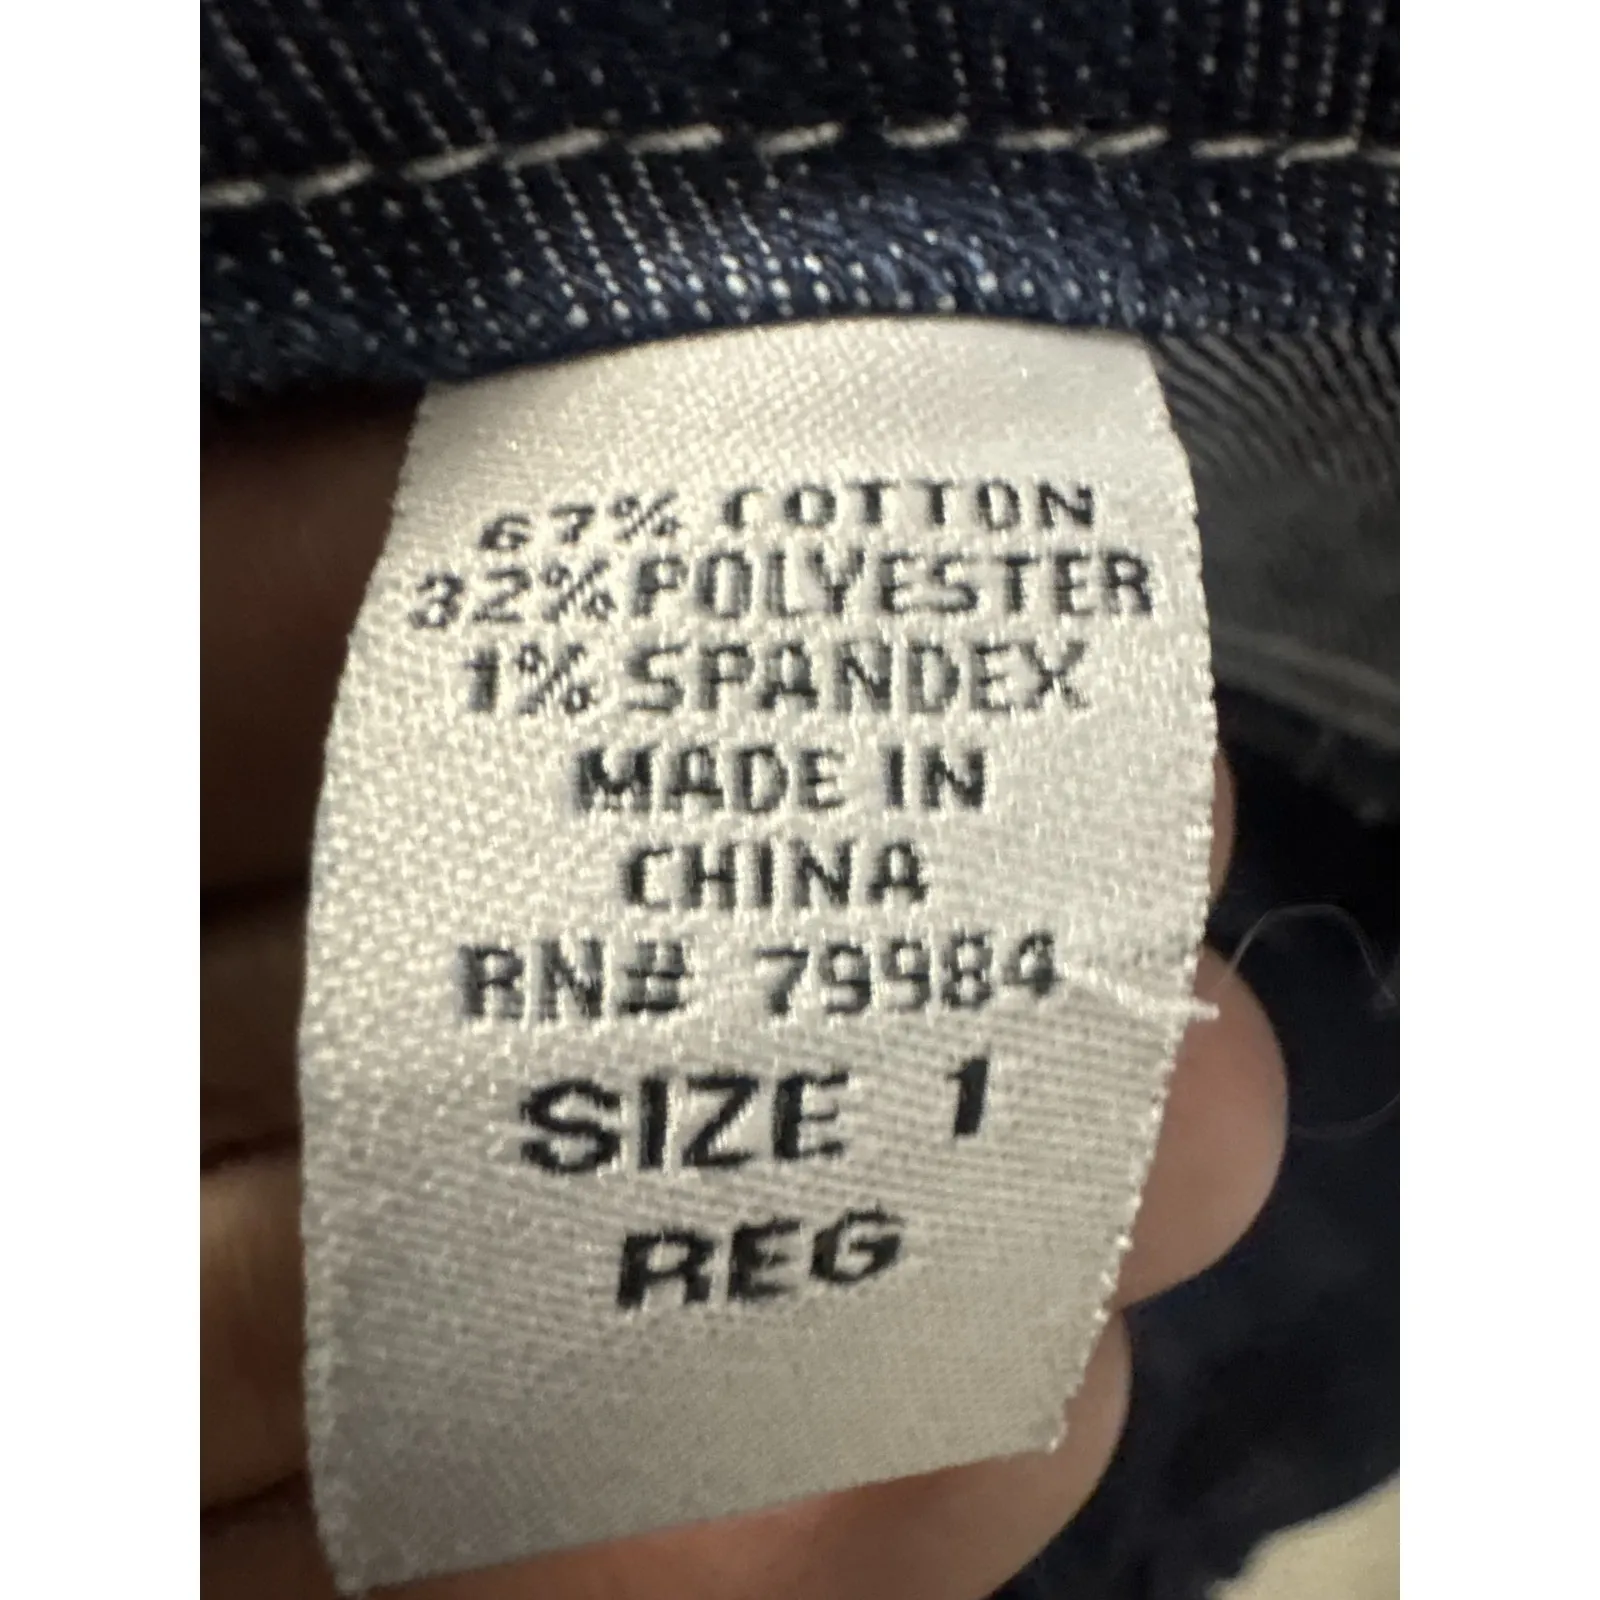 67% COTTON
32% POLYESTER
1% SPANDEX
MADE IN
CHINA
RN# 79984
SIZE 1
REG